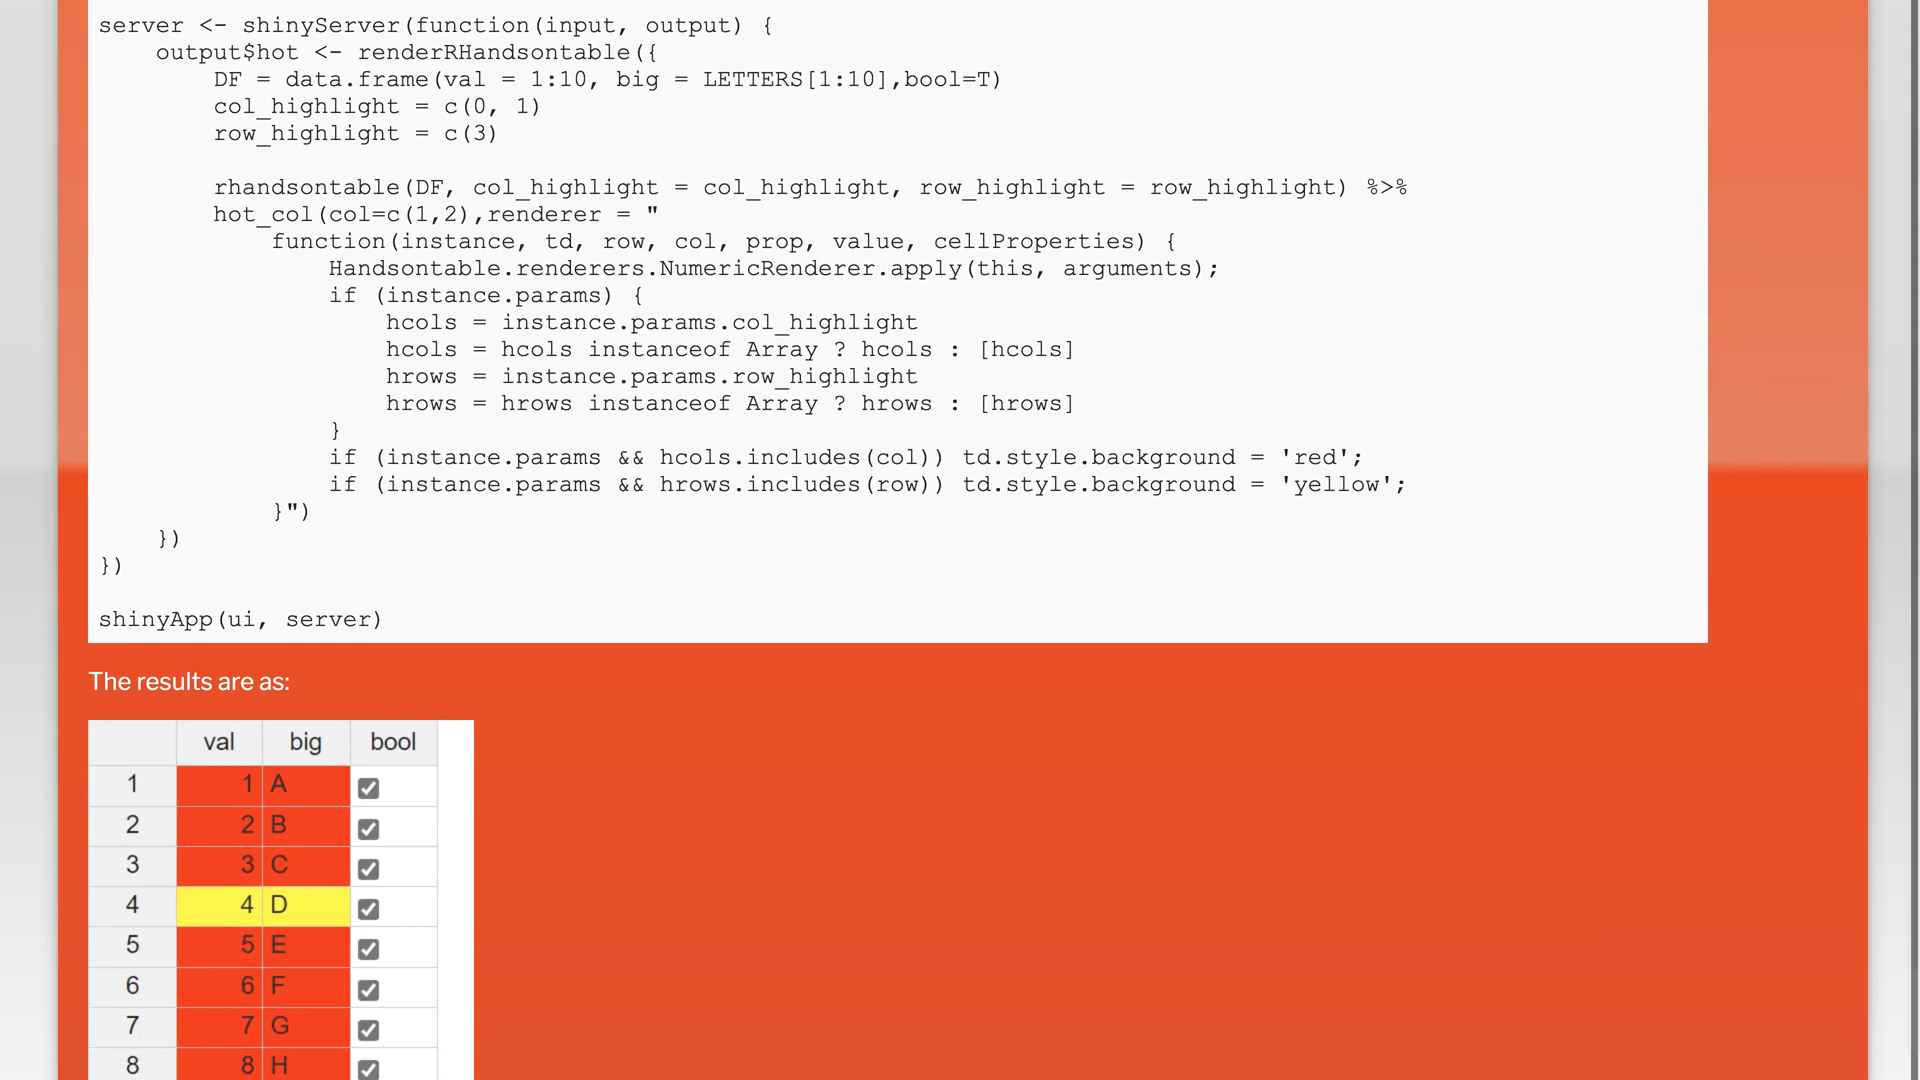 server <- shinyServer(function(input, output) {
    output$hot <- renderRHandsontable({
        DF = data.frame(val = 1:10, big = LETTERS[1:10],bool=T)
        col_highlight = c(0, 1)
        row_highlight = c(3)

        rhandsontable(DF, col_highlight = col_highlight, row_highlight = row_highlight) %>%
        hot_col(col=c(1,2),renderer = "
            function(instance, td, row, col, prop, value, cellProperties) {
                Handsontable.renderers.NumericRenderer.apply(this, arguments);
                if (instance.params) {
                    hcols = instance.params.col_highlight
                    hcols = hcols instanceof Array ? hcols : [hcols]
                    hrows = instance.params.row_highlight
                    hrows = hrows instanceof Array ? hrows : [hrows]
                }
                if (instance.params && hcols.includes(col)) td.style.background = 'red';
                if (instance.params && hrows.includes(row)) td.style.background = 'yellow';
            }")
    })
})

shinyApp(ui, server)
The results are as:
val big bool
1 1 A
2 2 B
3 3 C
4 4 D
5 5 E
6 6 F
7 7 G
8 8 H